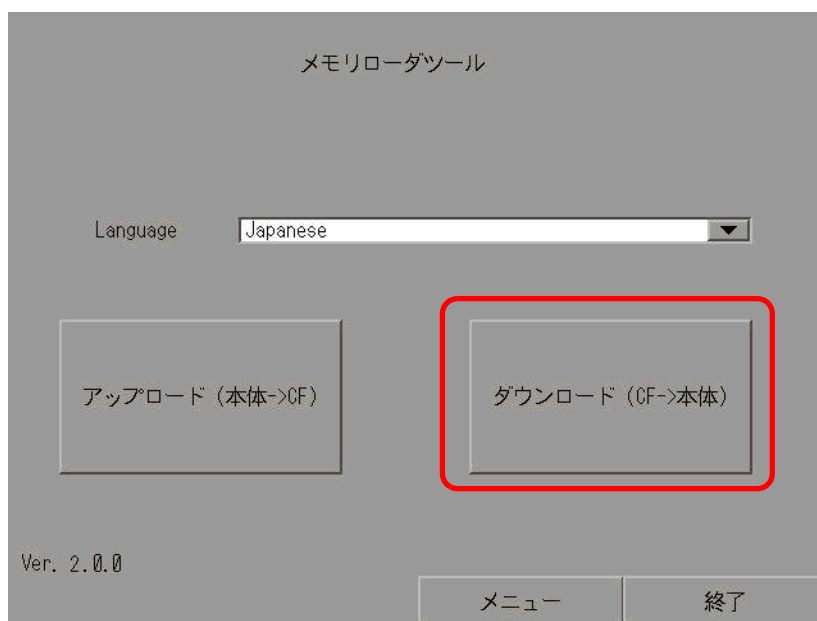 メモリローダツール
Language Japanese
アップロード（本体->CF） ダウンロード（CF->本体）
Ver. 2.0.0
メニュー 終了